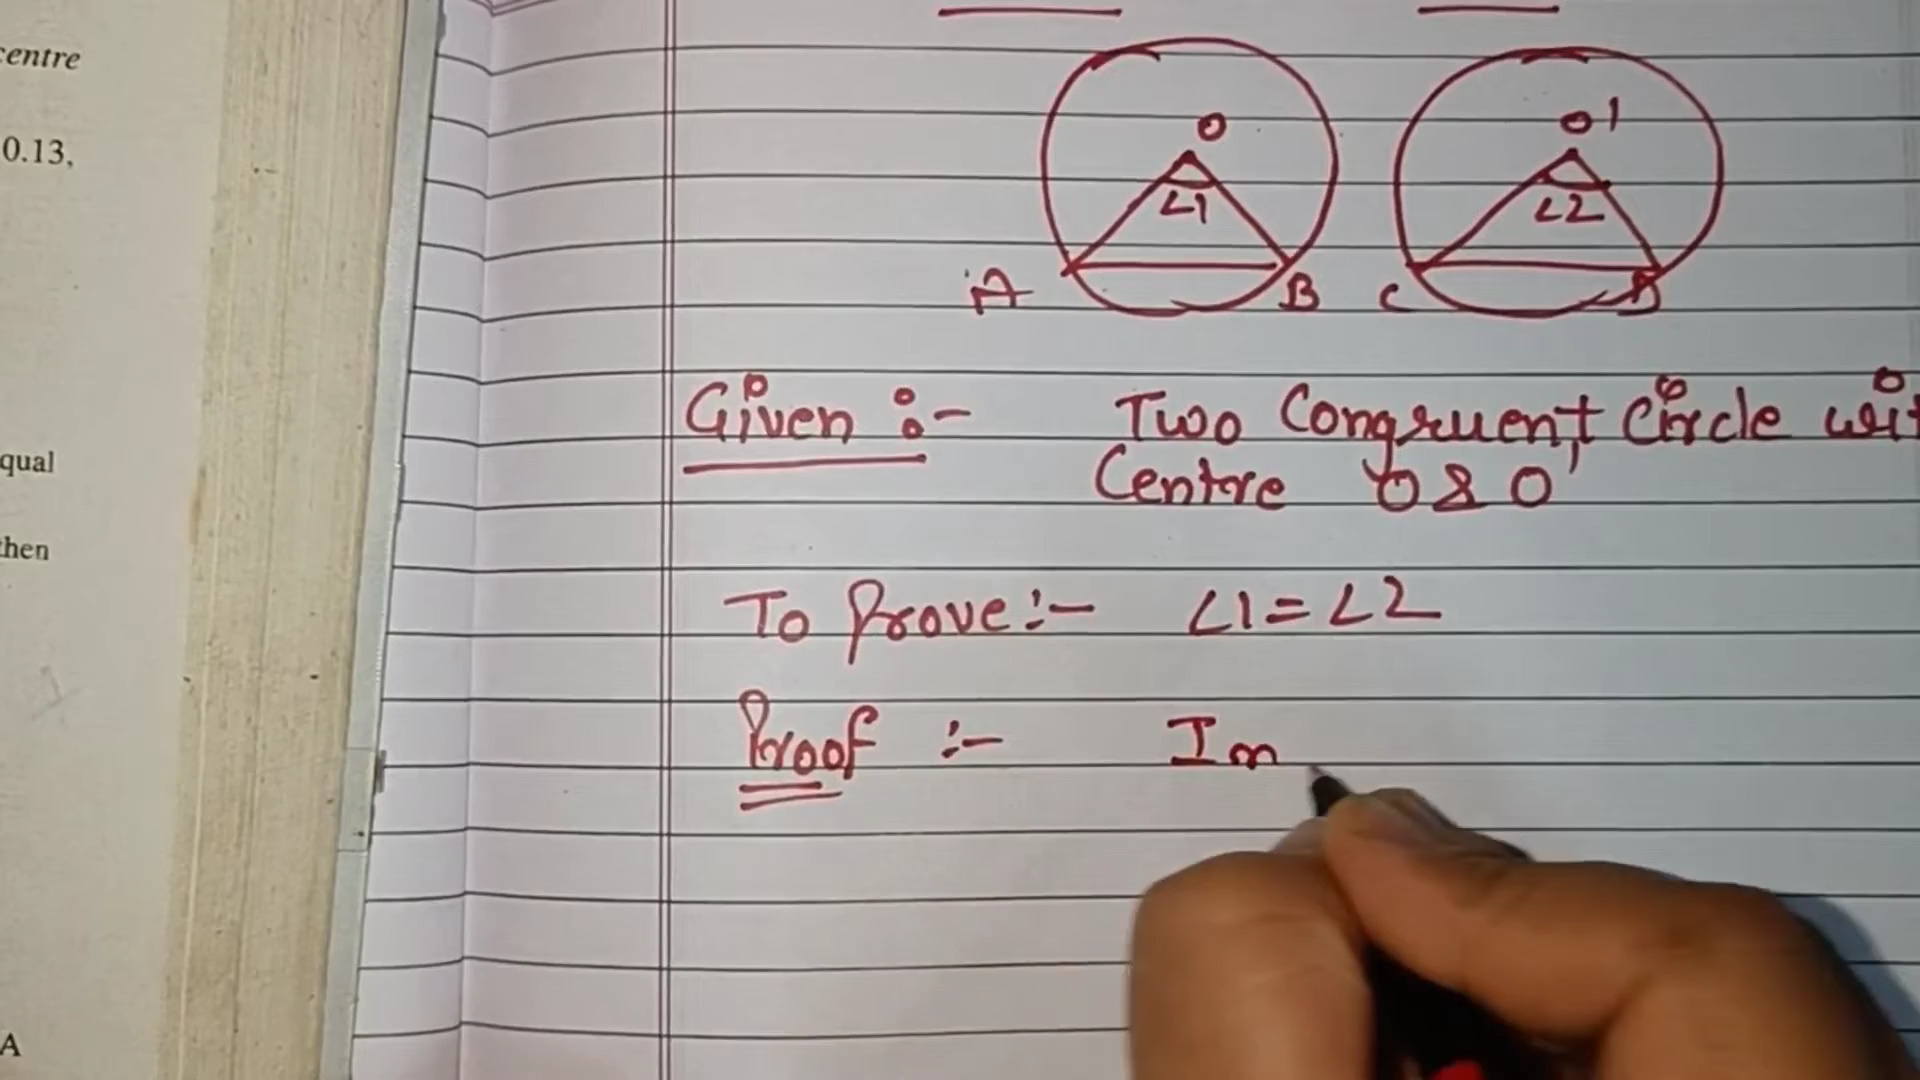 centre
0.13,
qual
then
A
O
O'
∠1
∠2
A
B
C
D
Given :-
Two Congruent Circle wit
Centre O & O'
To Prove :- ∠1 = ∠2
Proof :- In